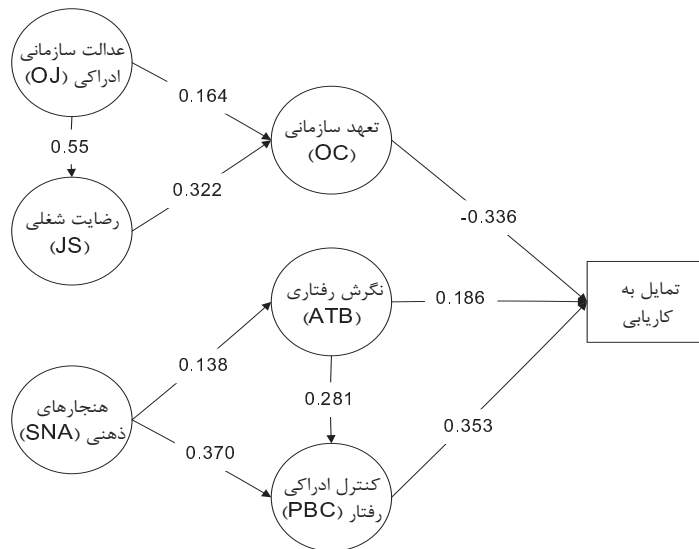 عدالت سازمانی
ادراکی (OJ)
0.164
تعهد سازمانی
(OC)
0.55
0.322
رضایت شغلی
(JS)
-0.336
تمایل به
کاریابی
نگرش رفتاری
(ATB)
0.186
0.138
0.281
هنجارهای
ذهنی (SNA)
0.370
0.353
کنترل ادراکی
رفتار (PBC)